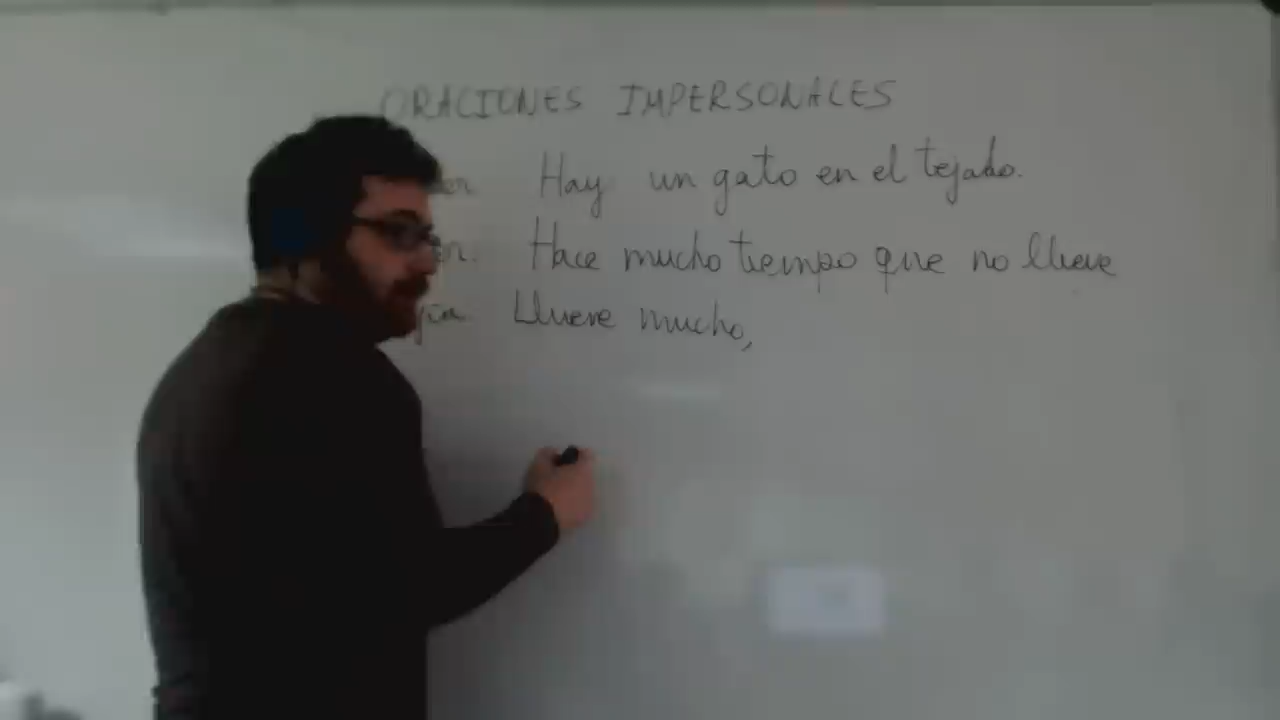 ORACIONES IMPERSONALES
Hay un gato en el tejado.
Hace mucho tiempo que no llueve
Llueve mucho,